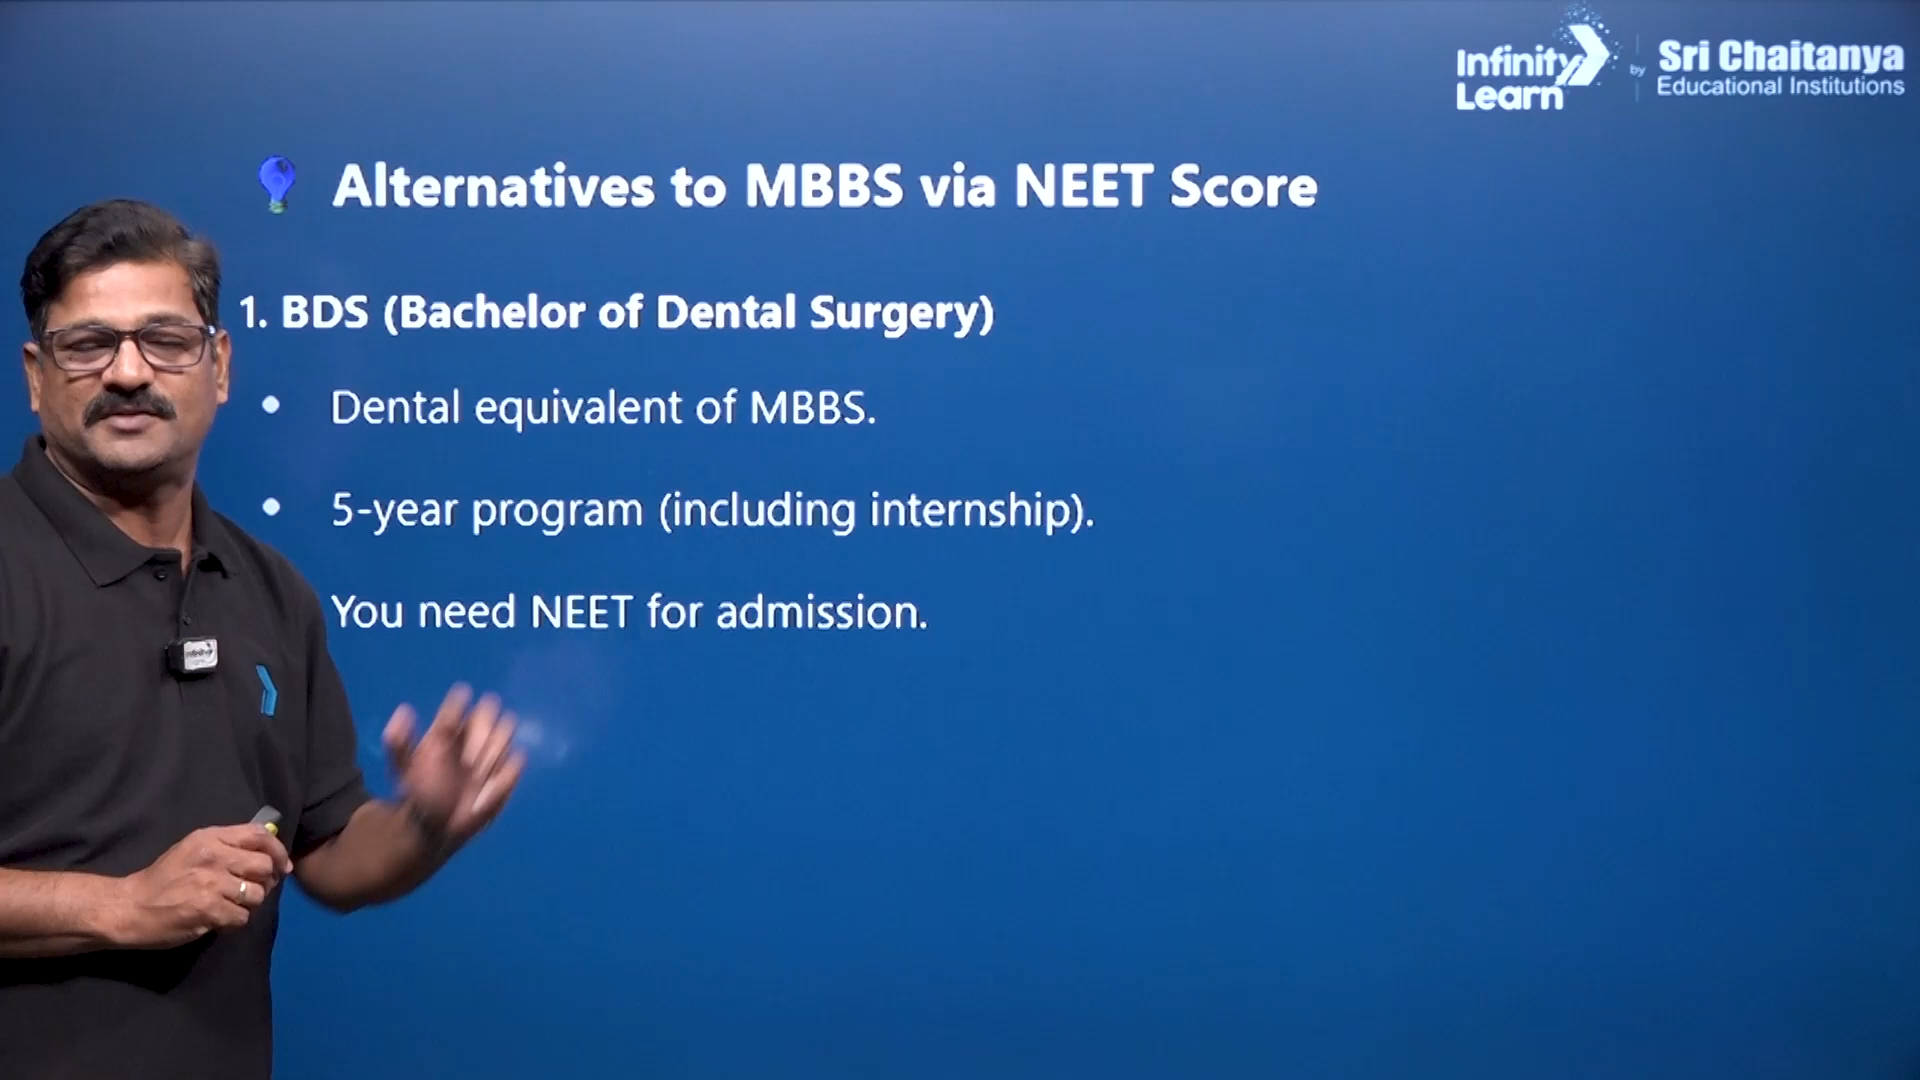 Infinity
Learn
by
Sri Chaitanya
Educational Institutions
Alternatives to MBBS via NEET Score
1. BDS (Bachelor of Dental Surgery)
• Dental equivalent of MBBS.
• 5-year program (including internship).
You need NEET for admission.